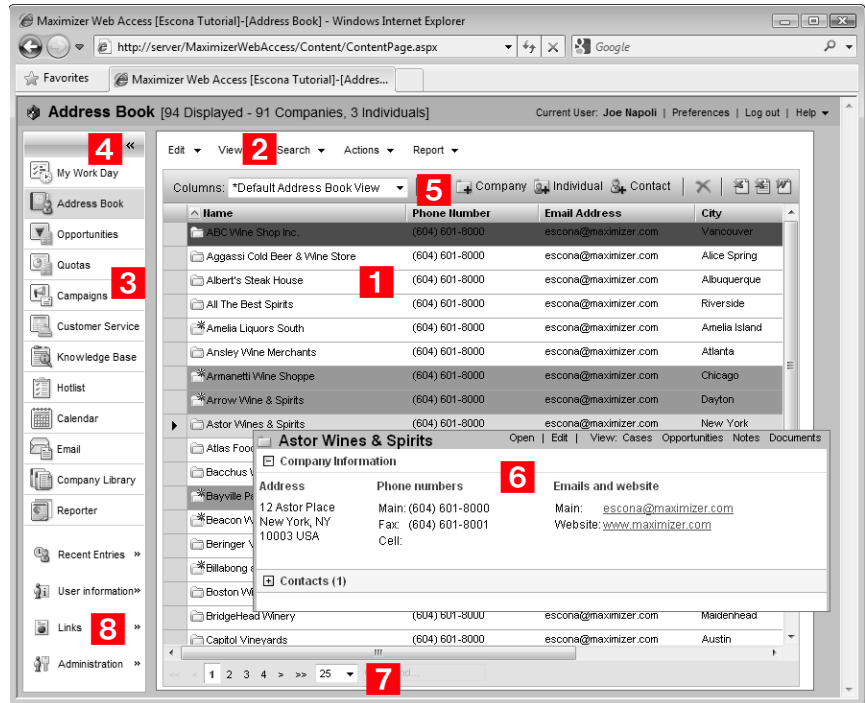 Maximizer Web Access [Escona Tutorial]-[Address Book] - Windows Internet Explorer
http://server/MaximizerWebAccess/Content/ContentPage.aspx
Google
Favorites
Maximizer Web Access [Escona Tutorial]-[Addres...
Address Book [94 Displayed - 91 Companies, 3 Individuals]
Current User: Joe Napoli | Preferences | Log out | Help
4 «
Edit View 2 Search Actions Report
My Work Day
Address Book
Opportunities
Quotas
Campaigns
3
Customer Service
Knowledge Base
Hotlist
Calendar
Email
Company Library
Reporter
Recent Entries »
User information »
Links 8 »
Administration »
Columns: *Default Address Book View 5 Company Individual Contact
Name Phone Number Email Address City
ABC Wine Shop Inc. (604) 601-8000 escona@maximizer.com Vancouver
Aggassi Cold Beer & Wine Store (604) 601-8000 escona@maximizer.com Alice Spring
1
Albert's Steak House (604) 601-8000 escona@maximizer.com Albuquerque
All The Best Spirits (604) 601-8000 escona@maximizer.com Riverside
Amelia Liquors South (604) 601-8000 escona@maximizer.com Amelia Island
Ansley Wine Merchants (604) 601-8000 escona@maximizer.com Atlanta
Armanetti Wine Shoppe (604) 601-8000 escona@maximizer.com Chicago
Arrow Wine & Spirits (604) 601-8000 escona@maximizer.com Dayton
Astor Wines & Spirits (604) 601-8000 escona@maximizer.com New York
Atlas Foo
Bacchus
Bayville Pa
Beacon
Beringer
Billabong
Boston Wi
BridgeHead Winery (604) 601-8000 escona@maximizer.com Maidenhead
Capitol Vineyards (604) 601-8000 escona@maximizer.com Austin
Astor Wines & Spirits
Open | Edit | View: Cases Opportunities Notes Documents
Company Information
6
Address Phone numbers Emails and website
12 Astor Place Main: (604) 601-8000 Main: escona@maximizer.com
New York, NY Fax: (604) 601-8001 Website: www.maximizer.com
10003 USA Cell:
Contacts (1)
<< < 1 2 3 4 > >> 25 7